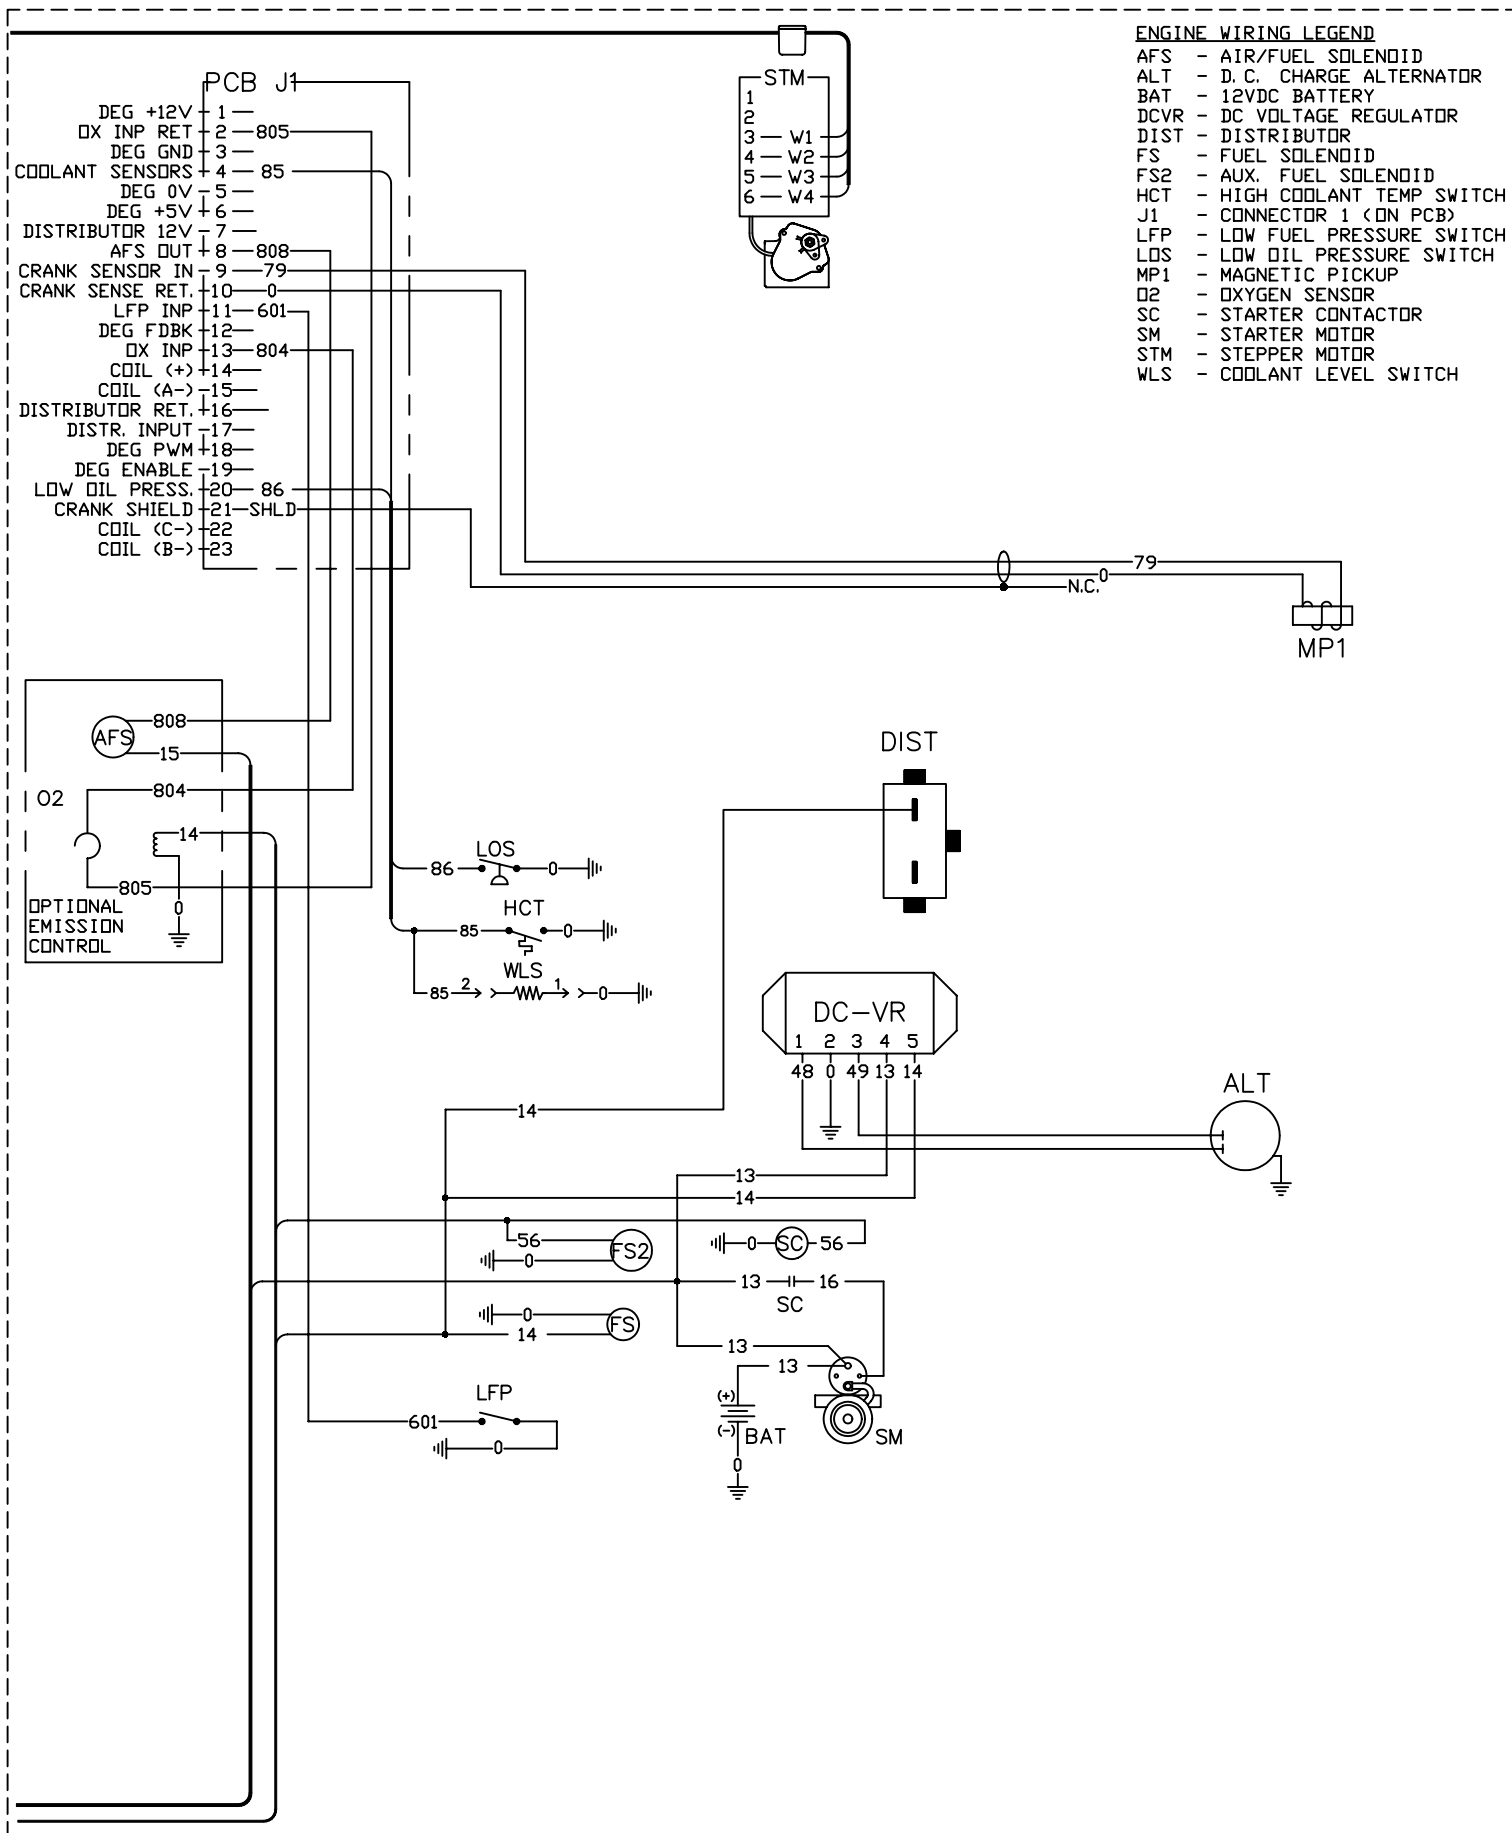 ENGINE WIRING LEGEND
AFS - AIR/FUEL SOLENOID
ALT - D.C. CHARGE ALTERNATOR
BAT - 12VDC BATTERY
DCVR - DC VOLTAGE REGULATOR
DIST - DISTRIBUTOR
FS - FUEL SOLENOID
FS2 - AUX. FUEL SOLENOID
HCT - HIGH COOLANT TEMP SWITCH
J1 - CONNECTOR 1 (ON PCB)
LFP - LOW FUEL PRESSURE SWITCH
LOS - LOW OIL PRESSURE SWITCH
MP1 - MAGNETIC PICKUP
O2 - OXYGEN SENSOR
SC - STARTER CONTACTOR
SM - STARTER MOTOR
STM - STEPPER MOTOR
WLS - COOLANT LEVEL SWITCH
PCB J1
DEG +12V 1
OX INP RET 2 805
DEG GND 3
COOLANT SENSORS 4 85
DEG 0V 5
DEG +5V 6
DISTRIBUTOR 12V 7
AFS OUT 8 808
CRANK SENSOR IN 9 79
CRANK SENSE RET. 10 0
LFP INP 11 601
DEG FDBK 12
OX INP 13 804
COIL (+) 14
COIL (A-) 15
DISTRIBUTOR RET. 16
DISTR. INPUT 17
DEG PWM 18
DEG ENABLE 19
LOW OIL PRESS. 20 86
CRANK SHIELD 21 SHLD
COIL (C-) 22
COIL (B-) 23
STM
1
2
3 W1
4 W2
5 W3
6 W4
79
0
N.C.
MP1
AFS
808
15
O2
804
14
805
0
OPTIONAL
EMISSION
CONTROL
LOS
86 0
HCT
85 0
WLS
85 2 1 0
DIST
DC-VR
1 2 3 4 5
48 0 49 13 14
ALT
14
13
14
56
FS2
0
0 SC 56
13 16
SC
0
FS
14
13
13
(+)
(-)
BAT
0
SM
LFP
601
0